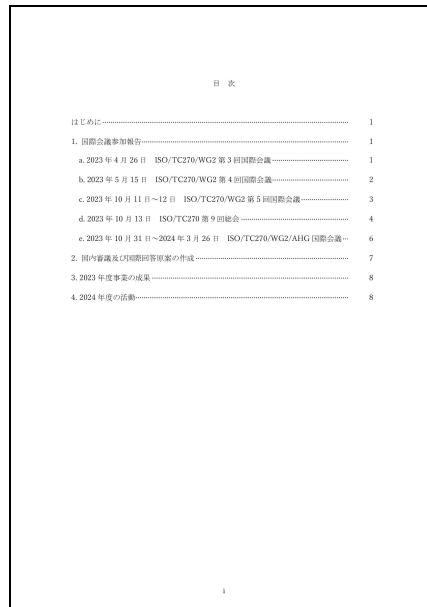 目　次
はじめに……………………………………………………………………… 1
1. 国際会議参加報告……………………………………………………………… 1
a. 2023 年 4 月 26 日　ISO/TC270/WG2 第 3 回国際会議…………………… 1
b. 2023 年 5 月 15 日　ISO/TC270/WG2 第 4 回国際会議…………………… 2
c. 2023 年 10 月 11 日～12 日　ISO/TC270/WG2 第 5 回国際会議………… 3
d. 2023 年 10 月 13 日　ISO/TC270 第 9 回総会……………………………… 4
e. 2023 年 10 月 31 日～2024 年 3 月 26 日　ISO/TC270/WG2/AHG 国際会議… 6
2. 国内審議及び国際回答原案の作成…………………………………………… 7
3. 2023 年度事業の成果…………………………………………………………… 8
4. 2024 年度の活動………………………………………………………………… 8
i